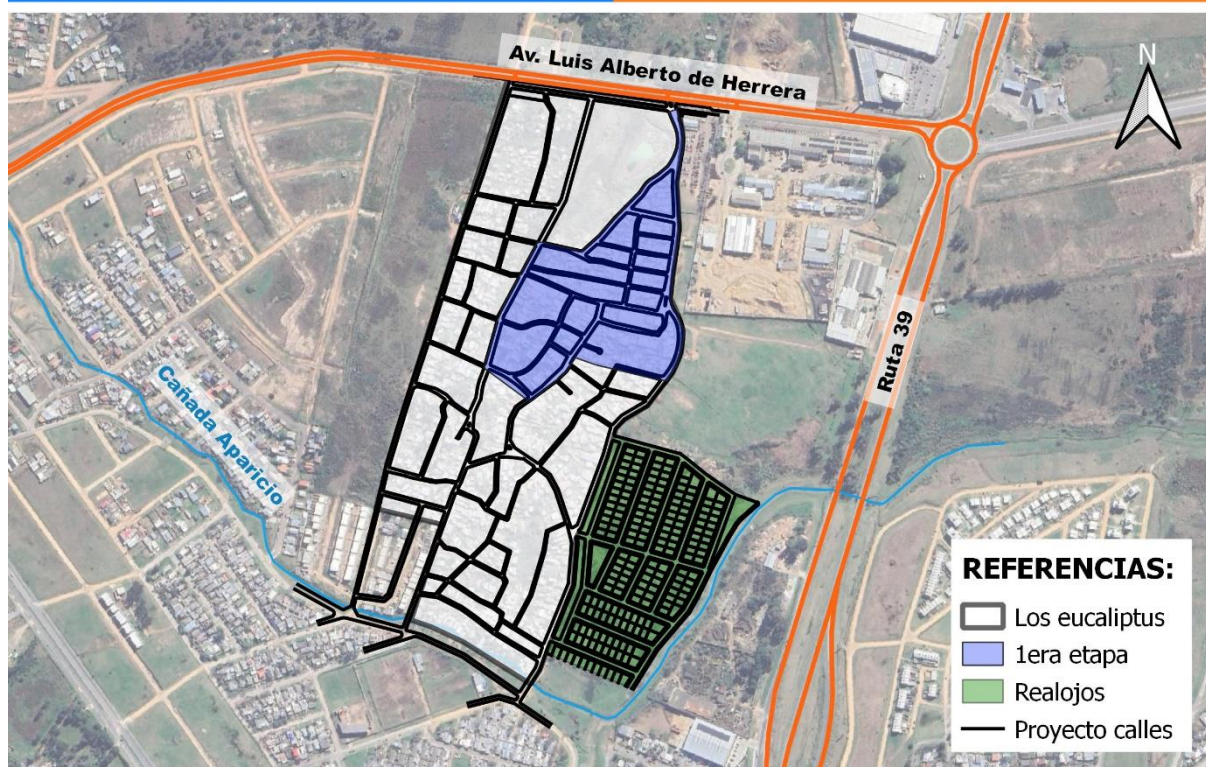 Av. Luis Alberto de Herrera
N
Ruta 39
Cañada Aparicio
REFERENCIAS:
Los eucaliptus
1era etapa
Realojos
Proyecto calles